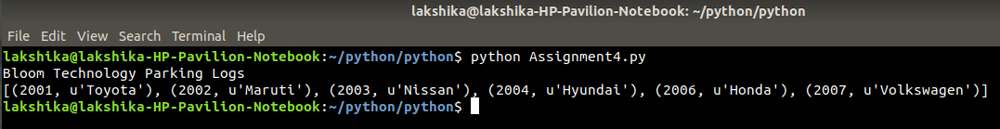 lakshika@lakshika-HP-Pavilion-Notebook: ~/python/python
File Edit View Search Terminal Help
lakshika@lakshika-HP-Pavilion-Notebook:~/python/python$ python Assignment4.py
Bloom Technology Parking Logs
[(2001, u'Toyota'), (2002, u'Maruti'), (2003, u'Nissan'), (2004, u'Hyundai'), (2006, u'Honda'), (2007, u'Volkswagen')]
lakshika@lakshika-HP-Pavilion-Notebook:~/python/python$